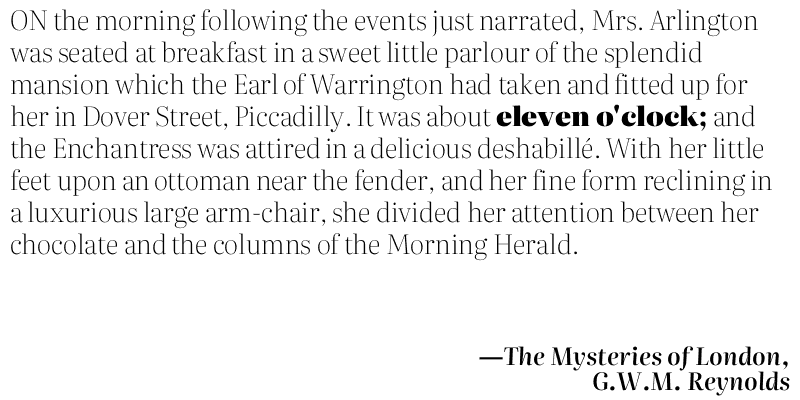 ON the morning following the events just narrated, Mrs. Arlington
was seated at breakfast in a sweet little parlour of the splendid
mansion which the Earl of Warrington had taken and fitted up for
her in Dover Street, Piccadilly. It was about eleven o'clock; and
the Enchantress was attired in a delicious deshabillé. With her little
feet upon an ottoman near the fender, and her fine form reclining in
a luxurious large arm-chair, she divided her attention between her
chocolate and the columns of the Morning Herald.
—The Mysteries of London,
G.W.M. Reynolds